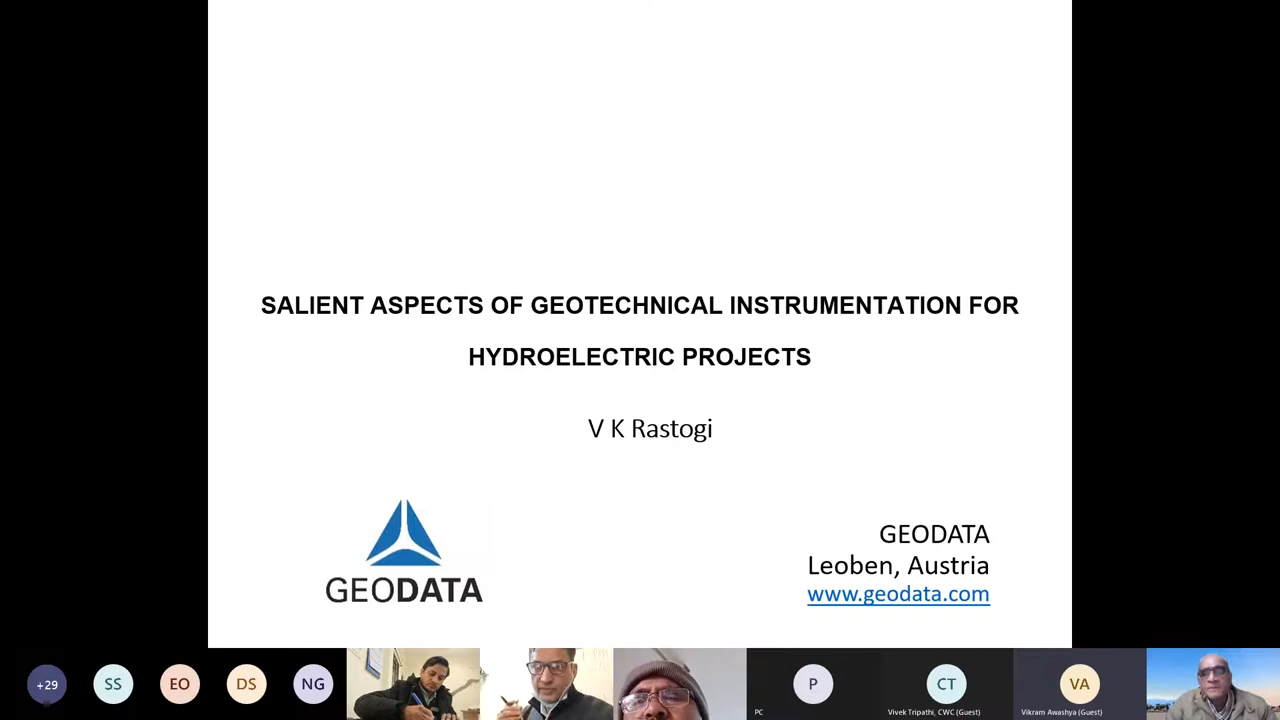 SALIENT ASPECTS OF GEOTECHNICAL INSTRUMENTATION FOR
HYDROELECTRIC PROJECTS
V K Rastogi
GEODATA
GEODATA
Leoben, Austria
www.geodata.com
+29
SS
EO
DS
NG
P
PC
CT
Vivek Tripathi, CWC (Guest)
VA
Vikram Awashya (Guest)